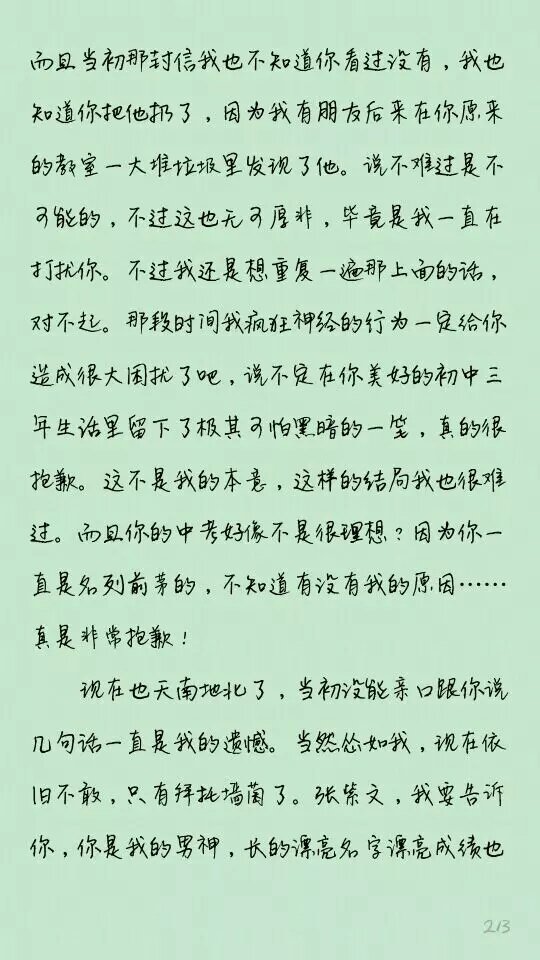 而且当初那封信我也不知道你看过没有，我也
知道你把他扔了，因为我有朋友后来在你原来
的教室一大堆垃圾里发现了他。说不难过是不
可能的，不过这也无可厚非，毕竟是我一直在
打扰你。不过我还是想重复一遍那上面的话，
对不起。那段时间我疯狂神经的行为一定给你
造成很大困扰了吧，说不定在你美好的初中三
年生活里留下了极其可怕黑暗的一笔，真的很
抱歉。这不是我的本意，这样的结局我也很难
过。而且你的中考好像不是很理想？因为你一
直是名列前茅的，不知道有没有我的原因……
真是非常抱歉！
现在也天南地北了，当初没能亲口跟你说
几句话一直是我的遗憾。当然怂如我，现在依
旧不敢，只有拜托墙菌了。张紫文，我要告诉
你，你是我的男神，长的漂亮名字漂亮成绩也
2/3